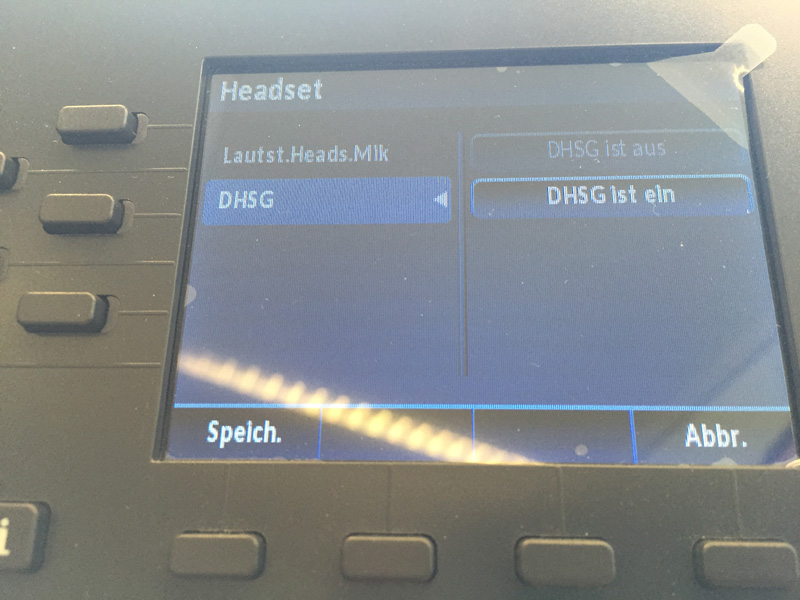 Headset
Lautst.Heads.Mik
DHSG ist aus
DHSG
DHSG ist ein
Speich.
Abbr.
i